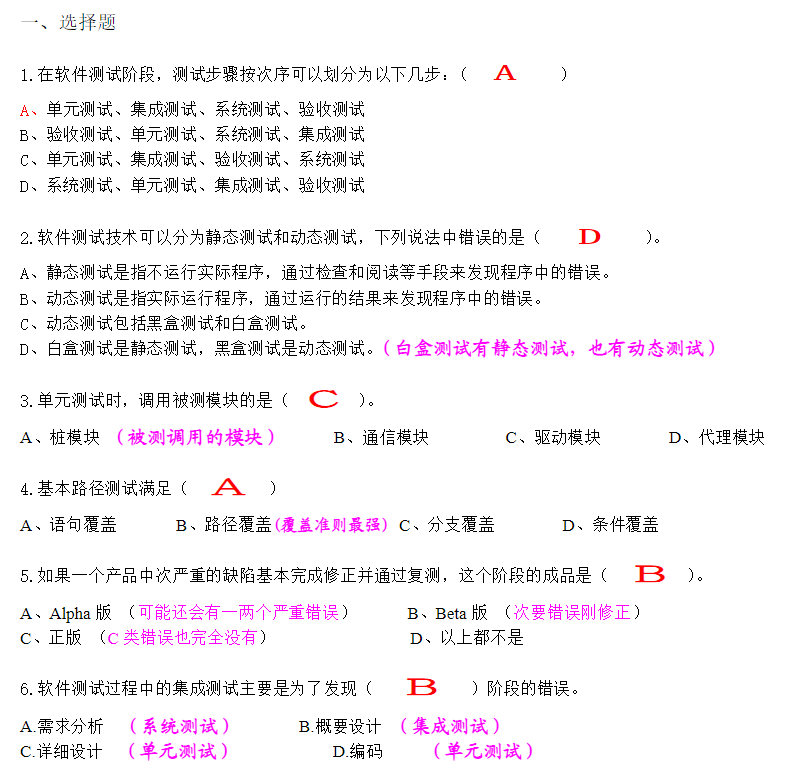 一、选择题
1.在软件测试阶段，测试步骤按次序可以划分为以下几步：（ A ）
A、单元测试、集成测试、系统测试、验收测试
B、验收测试、单元测试、系统测试、集成测试
C、单元测试、集成测试、验收测试、系统测试
D、系统测试、单元测试、集成测试、验收测试
2.软件测试技术可以分为静态测试和动态测试，下列说法中错误的是（ D ）。
A、静态测试是指不运行实际程序，通过检查和阅读等手段来发现程序中的错误。
B、动态测试是指实际运行程序，通过运行的结果来发现程序中的错误。
C、动态测试包括黑盒测试和白盒测试。
D、白盒测试是静态测试，黑盒测试是动态测试。（白盒测试有静态测试，也有动态测试）
3.单元测试时，调用被测模块的是（ C ）。
A、桩模块 （被测调用的模块） B、通信模块 C、驱动模块 D、代理模块
4.基本路径测试满足（ A ）
A、语句覆盖 B、路径覆盖(覆盖准则最强) C、分支覆盖 D、条件覆盖
5.如果一个产品中次严重的缺陷基本完成修正并通过复测，这个阶段的成品是（ B ）。
A、Alpha 版 （可能还会有一两个严重错误） B、Beta 版 （次要错误刚修正）
C、正版 （C 类错误也完全没有） D、以上都不是
6.软件测试过程中的集成测试主要是为了发现（ B ）阶段的错误。
A.需求分析 （系统测试） B.概要设计 （集成测试）
C.详细设计 （单元测试） D.编码 （单元测试）